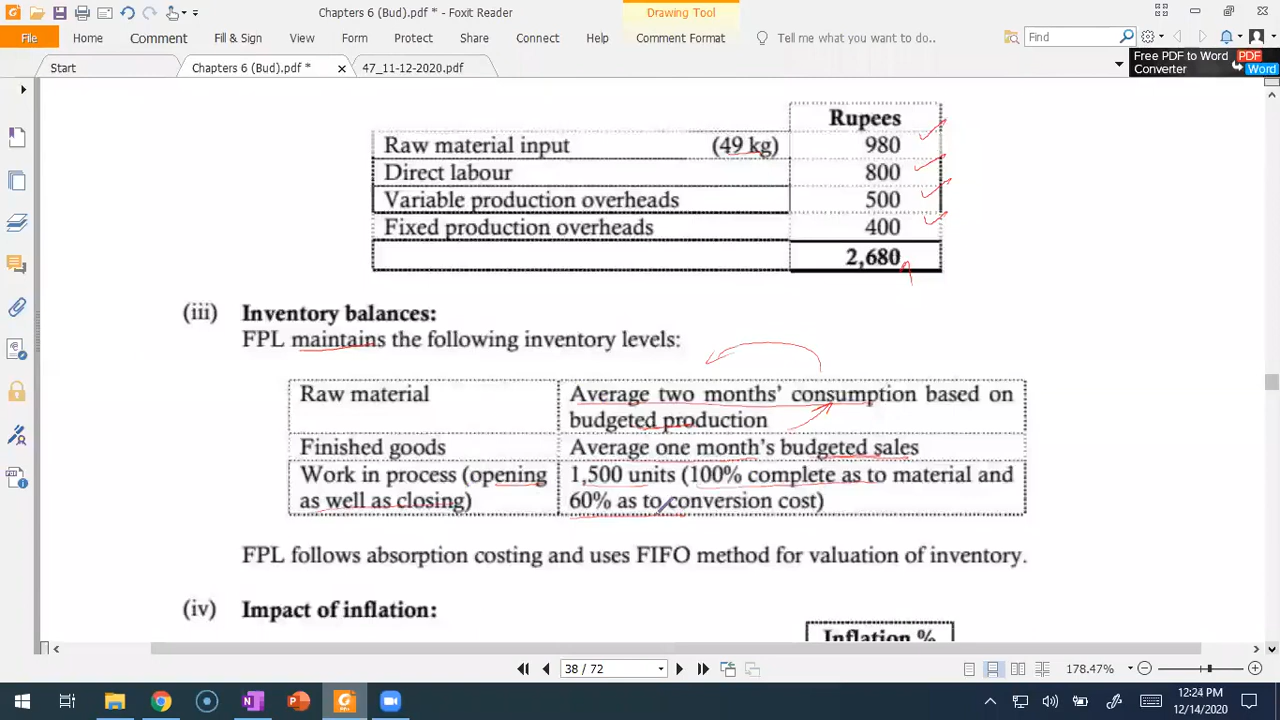 Chapters 6 (Bud).pdf * - Foxit Reader
Drawing Tool
File Home Comment Fill & Sign View Form Protect Share Connect Help Comment Format Tell me what you want to do.. Find
Start Chapters 6 (Bud).pdf * 47_11-12-2020.pdf
Free PDF to Word Converter
PDF
Word
Rupees
Raw material input (49 kg) 980
Direct labour 800
Variable production overheads 500
Fixed production overheads 400
2,680
(iii) Inventory balances:
FPL maintains the following inventory levels:
Raw material Average two months' consumption based on
budgeted production
Finished goods Average one month's budgeted sales
Work in process (opening 1,500 units (100% complete as to material and
as well as closing) 60% as to conversion cost)
FPL follows absorption costing and uses FIFO method for valuation of inventory.
(iv) Impact of inflation:
Inflation %
38 / 72 178.47%
12:24 PM
12/14/2020